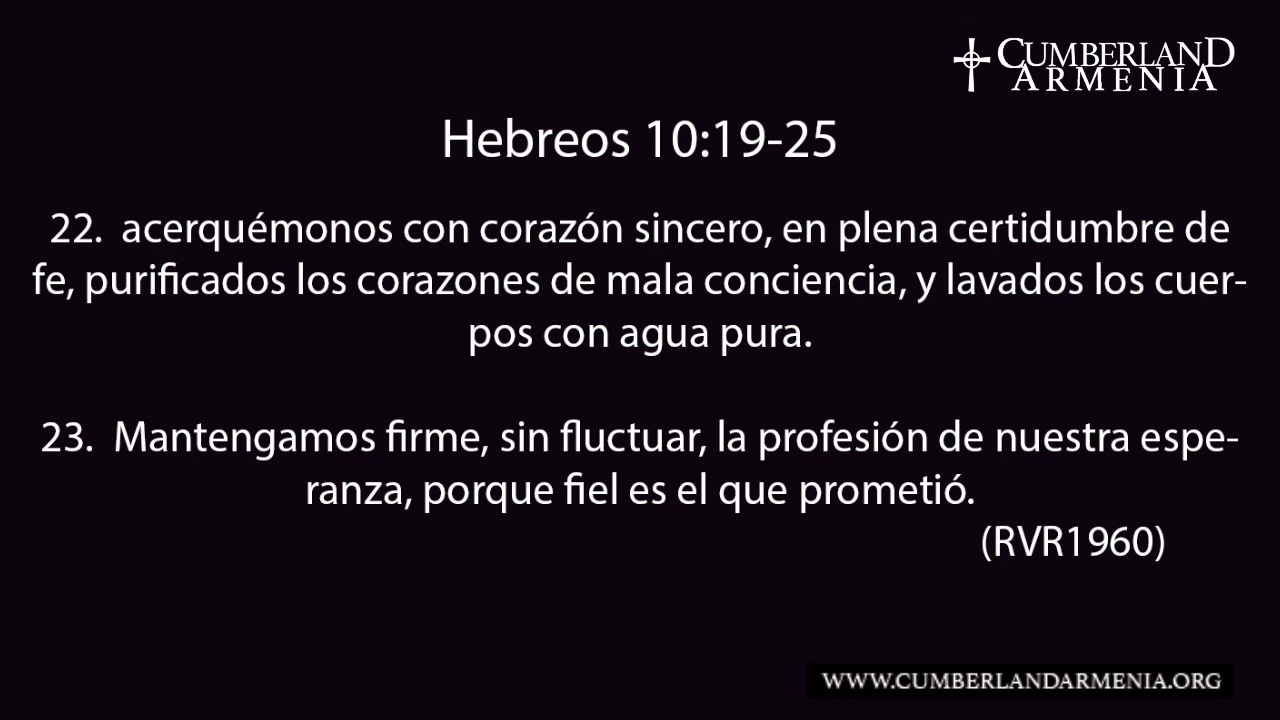 CUMBERLAND
ARMENIA
Hebreos 10:19-25
22. acerquémonos con corazón sincero, en plena certidumbre de
fe, purificados los corazones de mala conciencia, y lavados los cuer-
pos con agua pura.
23. Mantengamos firme, sin fluctuar, la profesión de nuestra espe-
ranza, porque fiel es el que prometió.
(RVR1960)
WWW.CUMBERLANDARMENIA.ORG